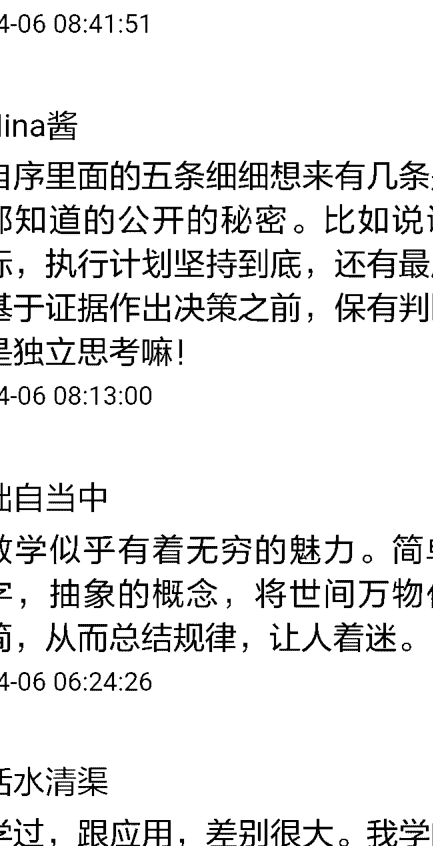 4-06 08:41:51
lina酱
自序里面的五条细细想来有几条
都知道的公开的秘密。比如说
标，执行计划坚持到底，还有最
基于证据作出决策之前，保有判
是独立思考嘛！
4-06 08:13:00
自当中
数学似乎有着无穷的魅力。简单
字，抽象的概念，将世间万物
简，从而总结规律，让人着迷。
4-06 06:24:26
活水清渠
学过，跟应用，差别很大。我学